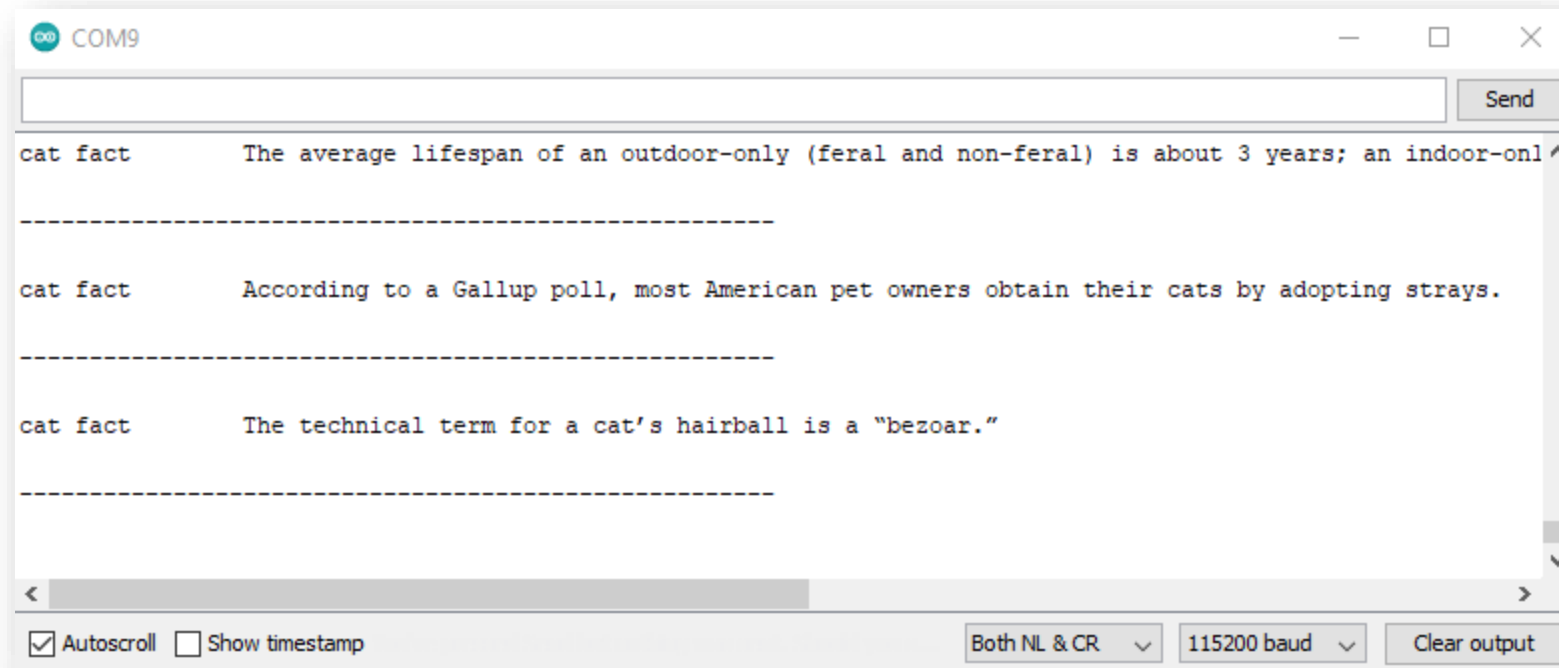 COM9
Send
cat fact The average lifespan of an outdoor-only (feral and non-feral) is about 3 years; an indoor-onl
------------------------------------------------------
cat fact According to a Gallup poll, most American pet owners obtain their cats by adopting strays.
------------------------------------------------------
cat fact The technical term for a cat’s hairball is a “bezoar.”
------------------------------------------------------
Autoscroll Show timestamp Both NL & CR 115200 baud Clear output